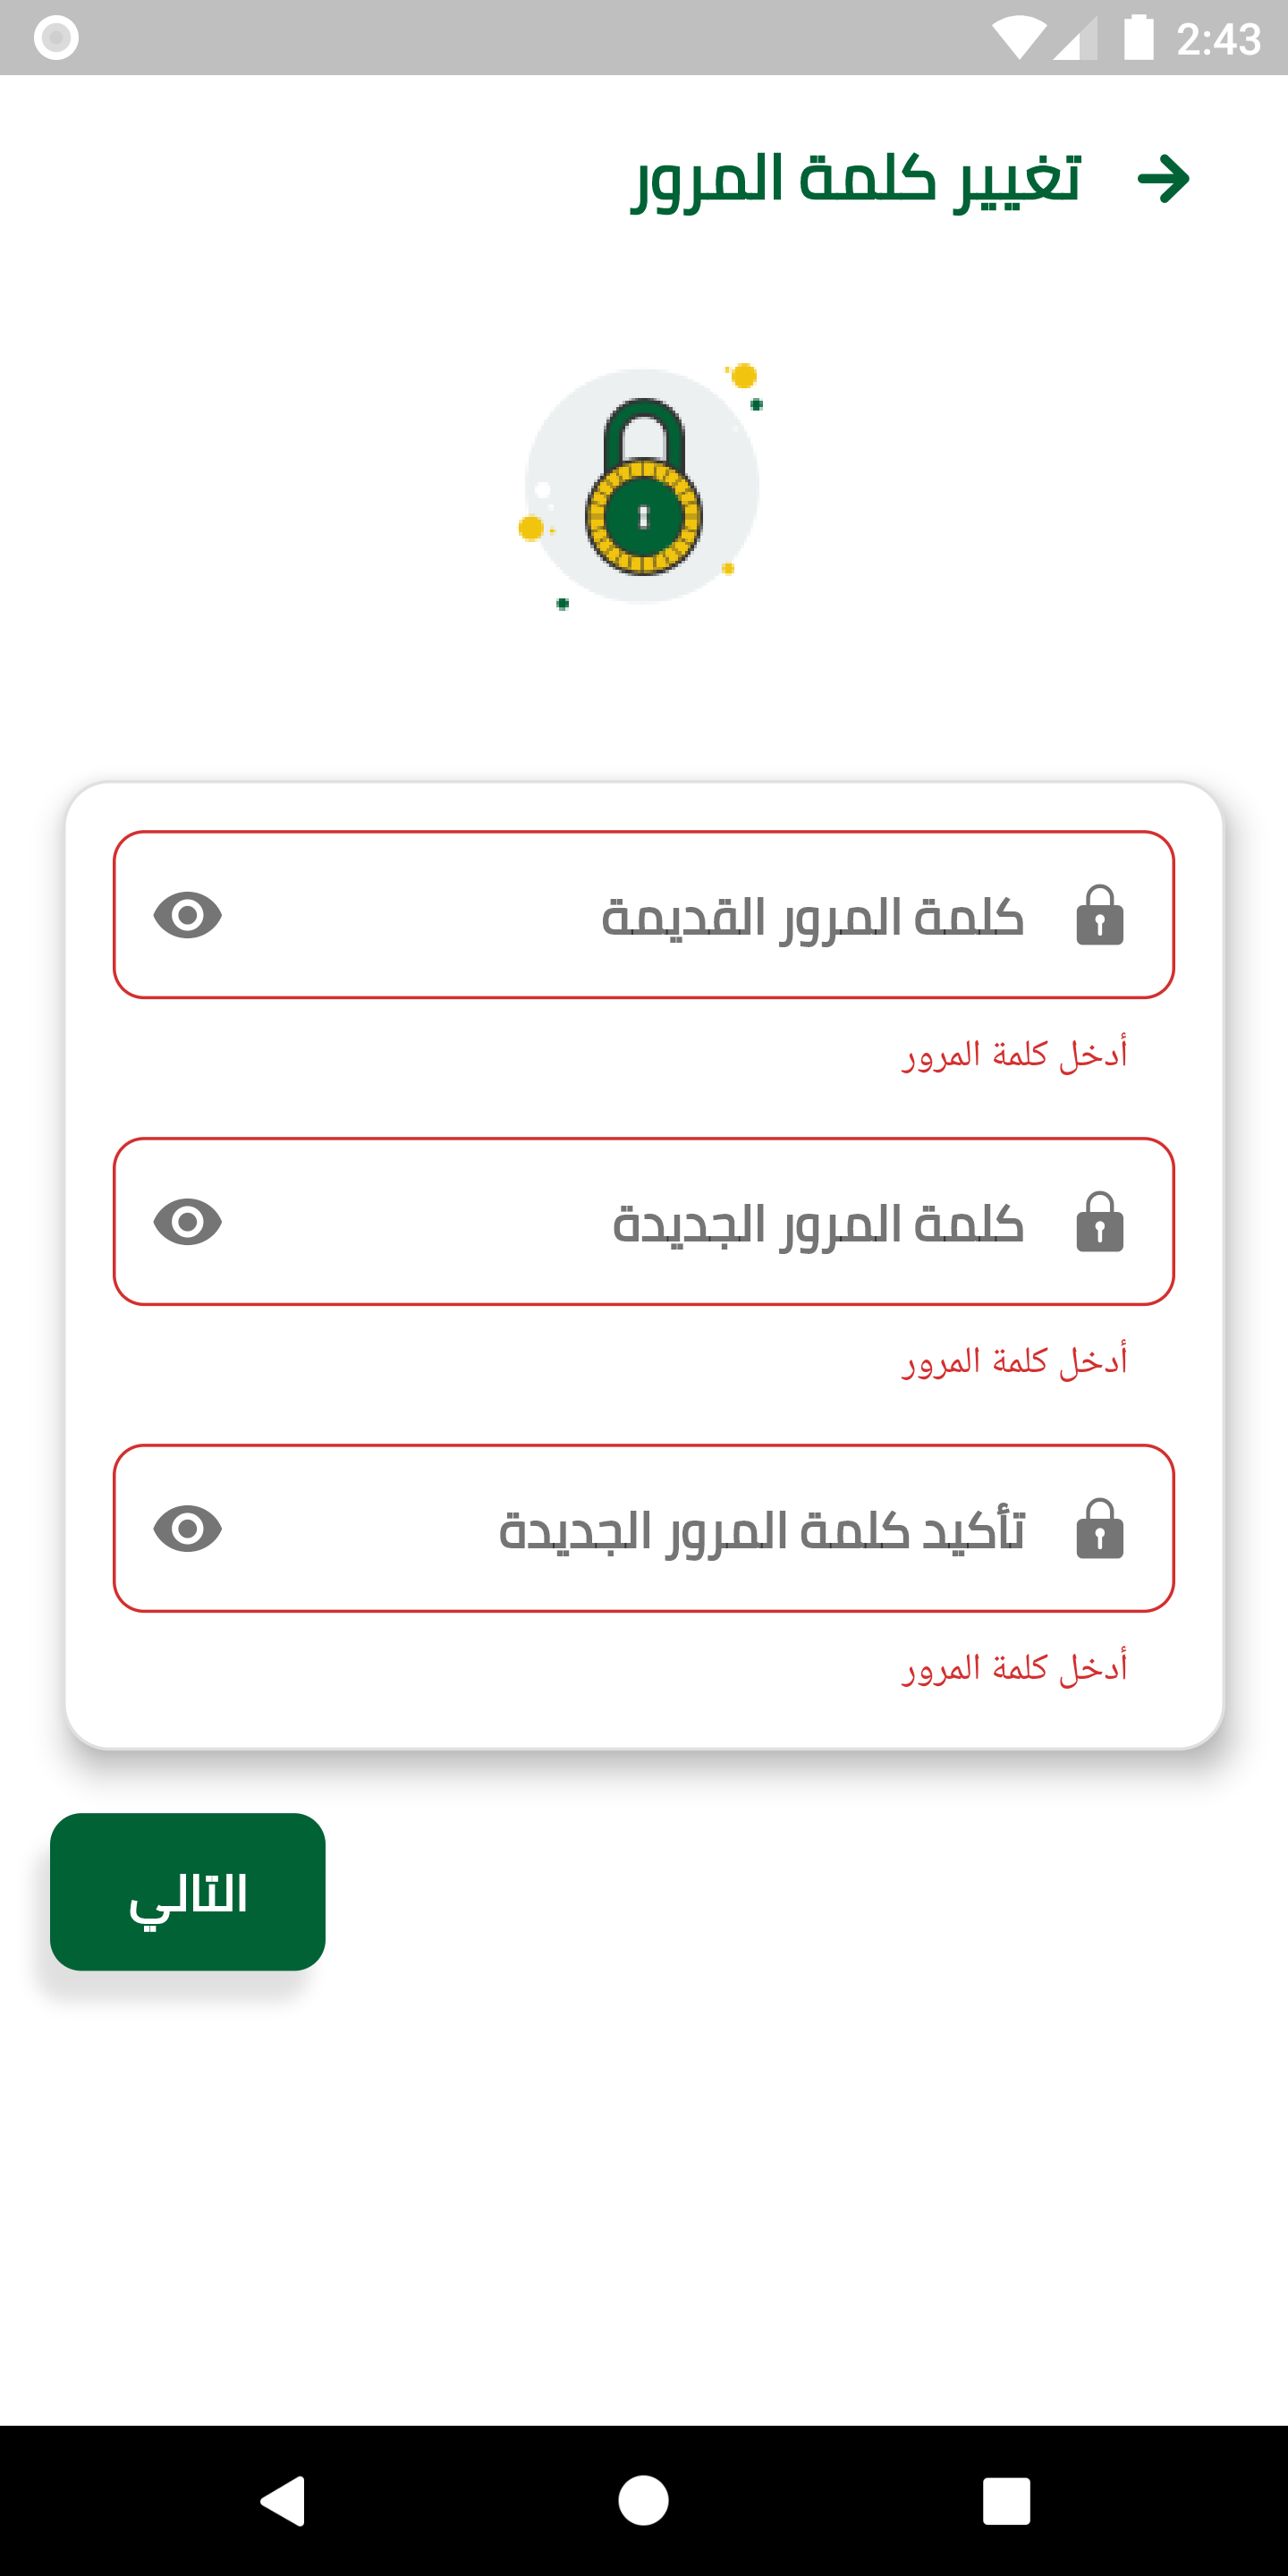 2:43
تغيير كلمة المرور
كلمة المرور القديمة
أدخل كلمة المرور
كلمة المرور الجديدة
أدخل كلمة المرور
تأكيد كلمة المرور الجديدة
أدخل كلمة المرور
التالي